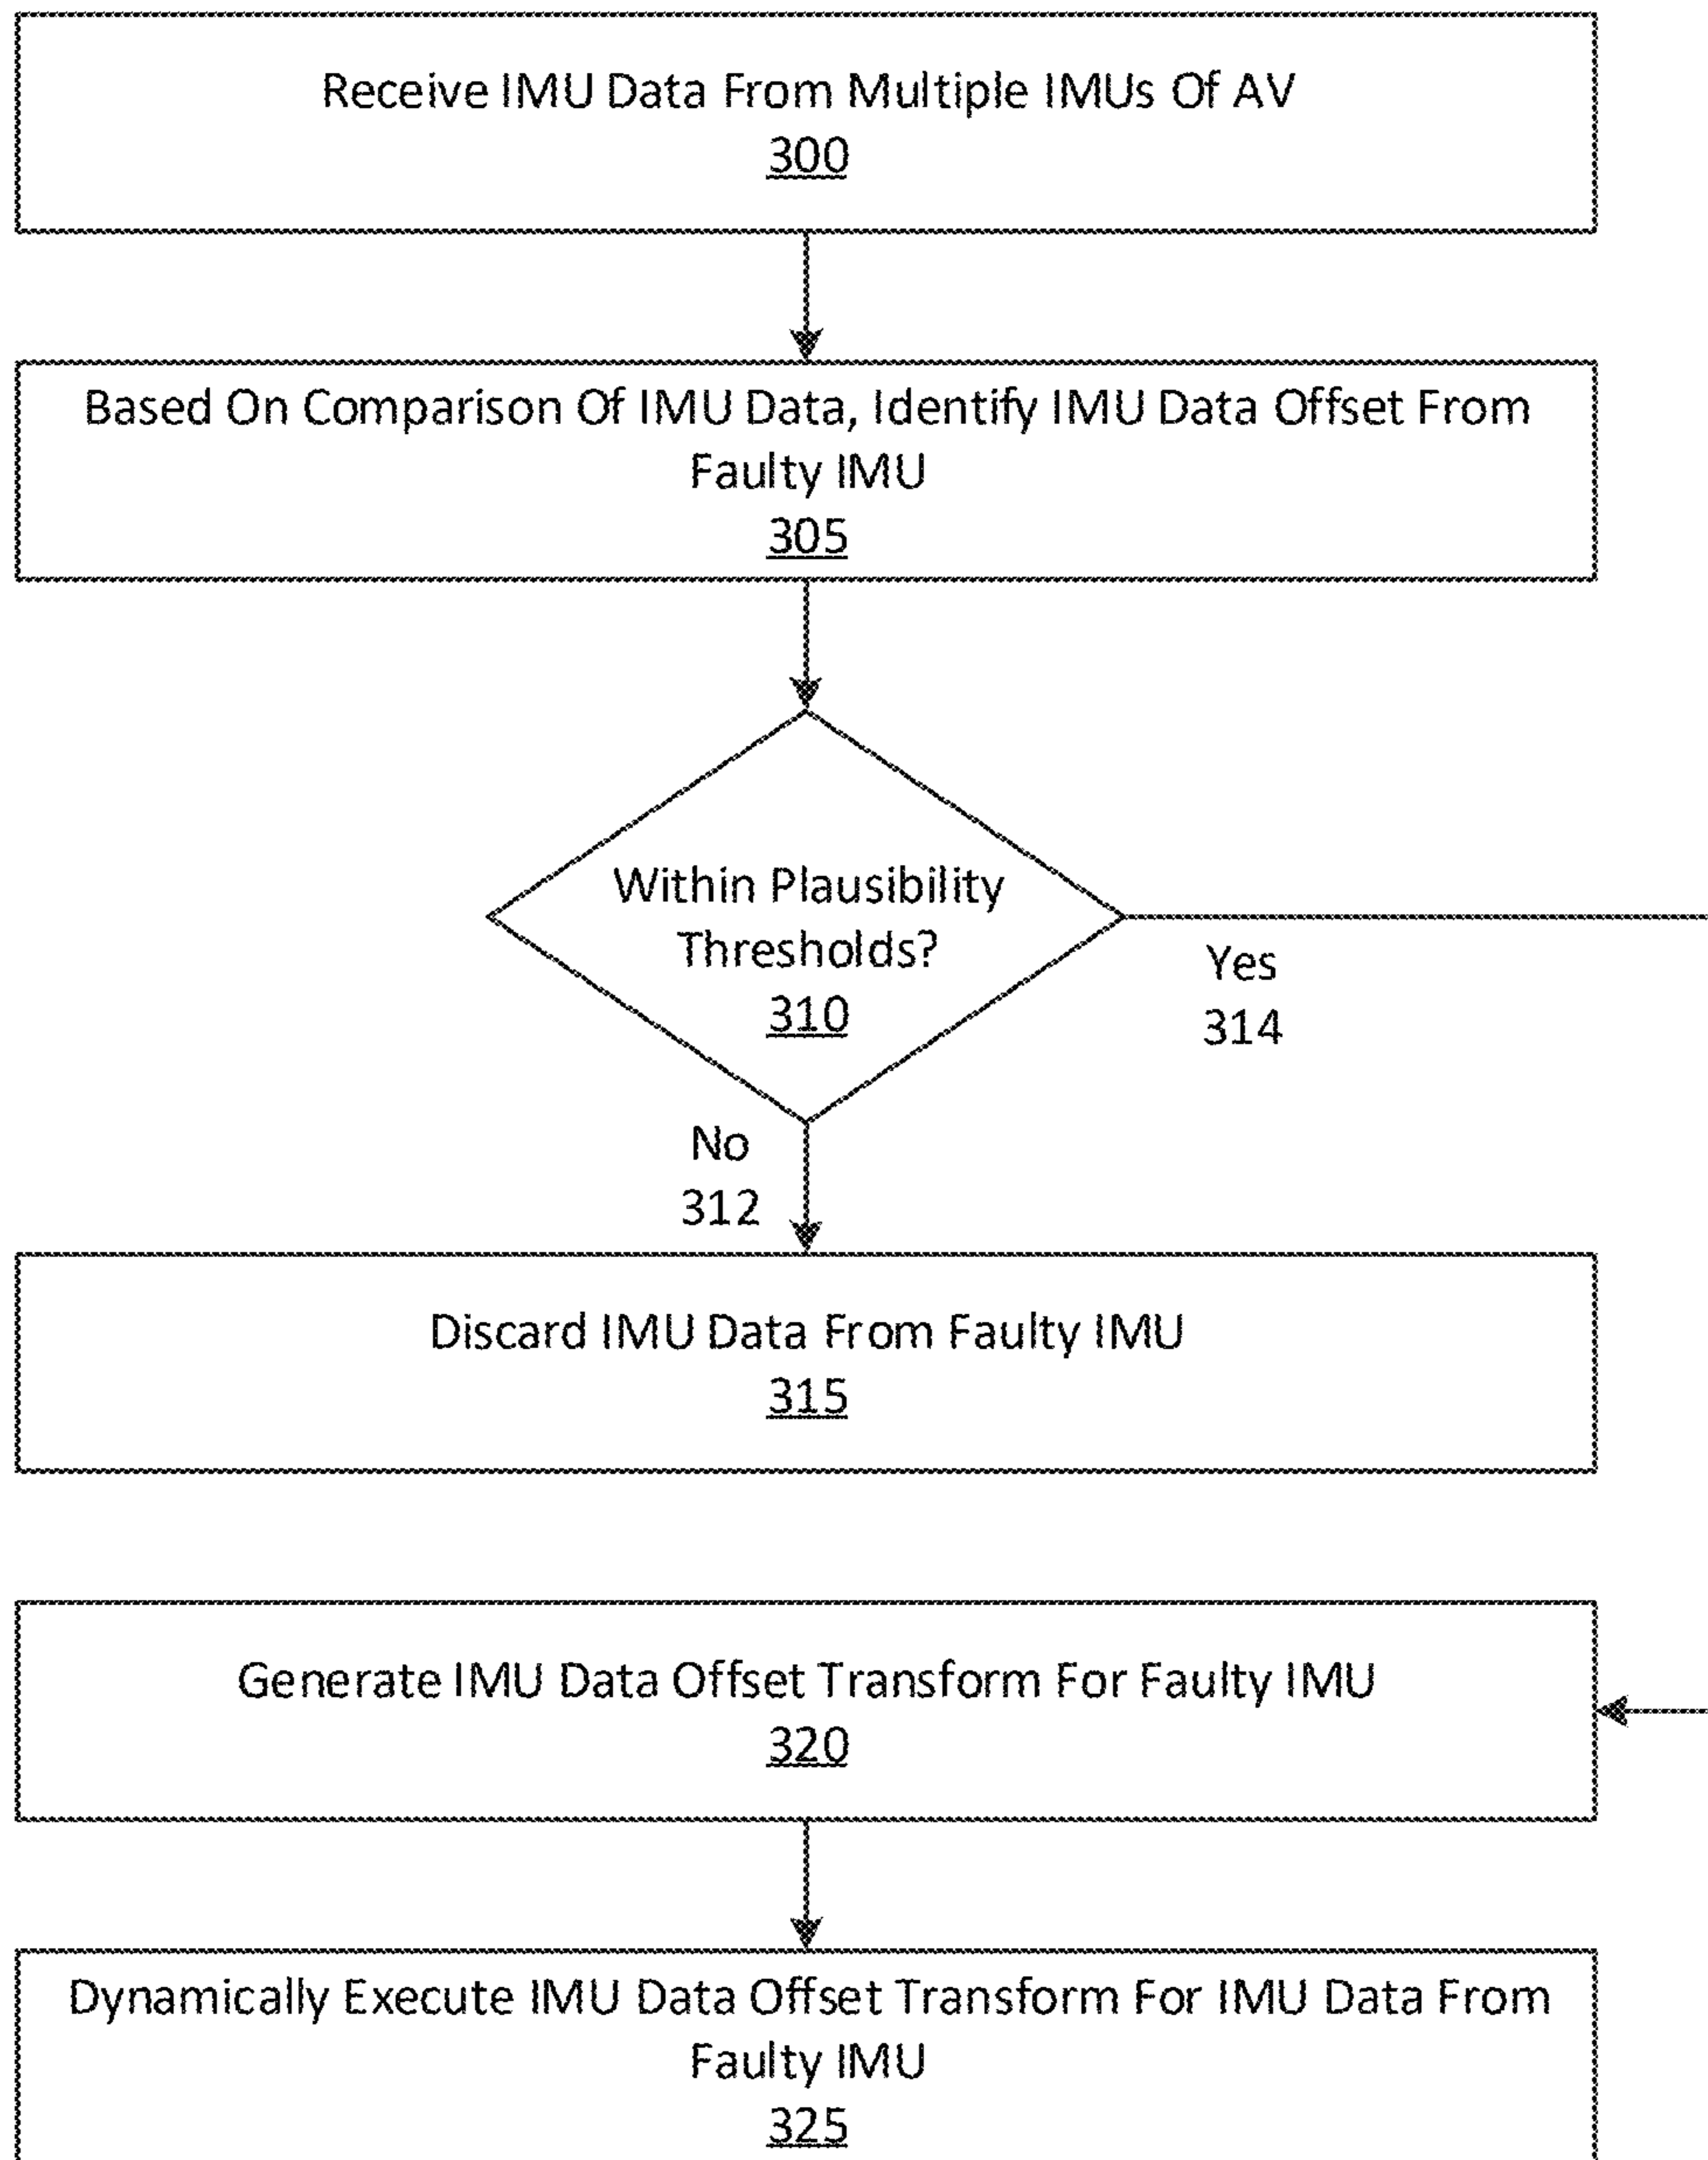 Receive IMU Data From Multiple IMUs Of AV
300
Based On Comparison Of IMU Data, Identify IMU Data Offset From
Faulty IMU
305
Within Plausibility
Thresholds?
310
Yes
314
No
312
Discard IMU Data From Faulty IMU
315
Generate IMU Data Offset Transform For Faulty IMU
320
Dynamically Execute IMU Data Offset Transform For IMU Data From
Faulty IMU
325